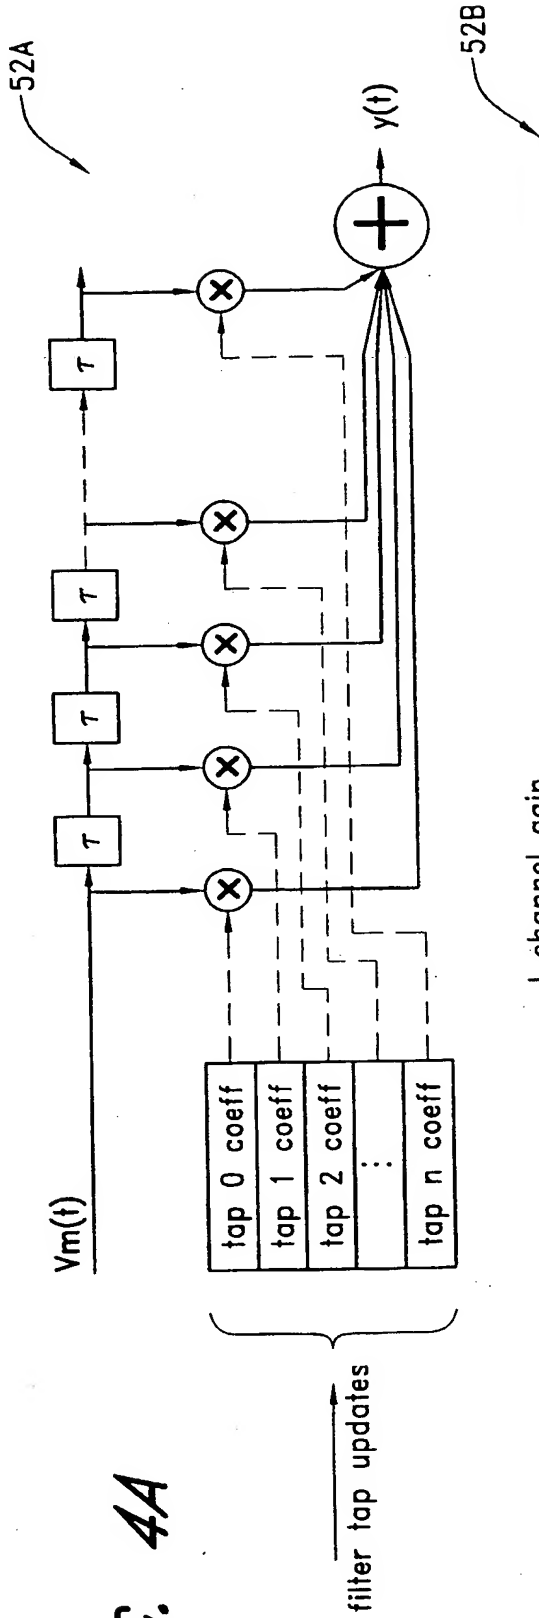 52A
52B
τ
τ
τ
τ
y(t)
Vm(t)
tap 0 coeff
tap 1 coeff
tap 2 coeff
...
tap n coeff
filter tap updates
4A